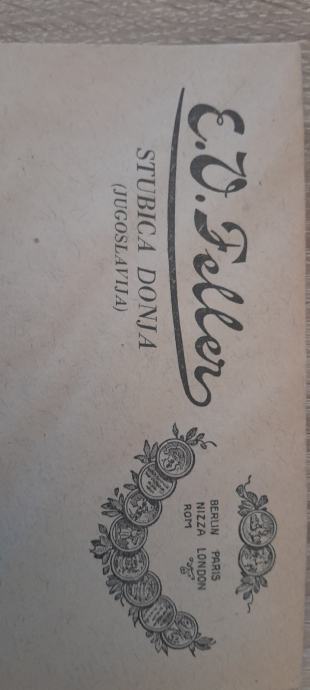 E.V. Feller
STUBICA DONJA
(JUGOSLAVIJA)
BERLIN PARIS
NIZZA LONDON
ROM